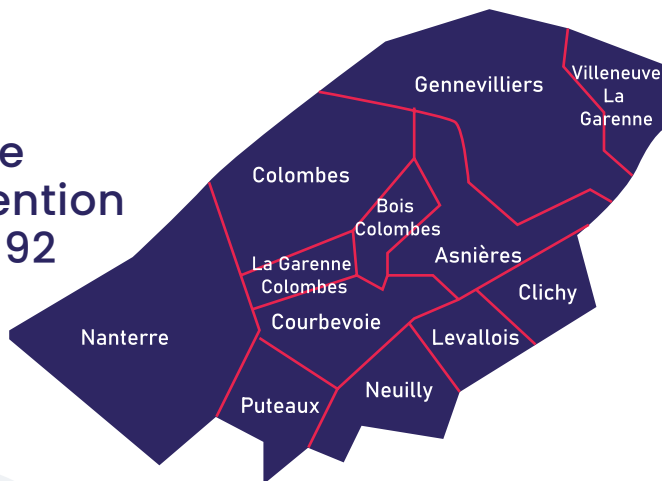 e
ention
92
Gennevilliers
Villeneuve
La
Garenne
Colombes
Bois
Colombes
Asnières
La Garenne
Colombes
Clichy
Courbevoie
Nanterre
Levallois
Neuilly
Puteaux